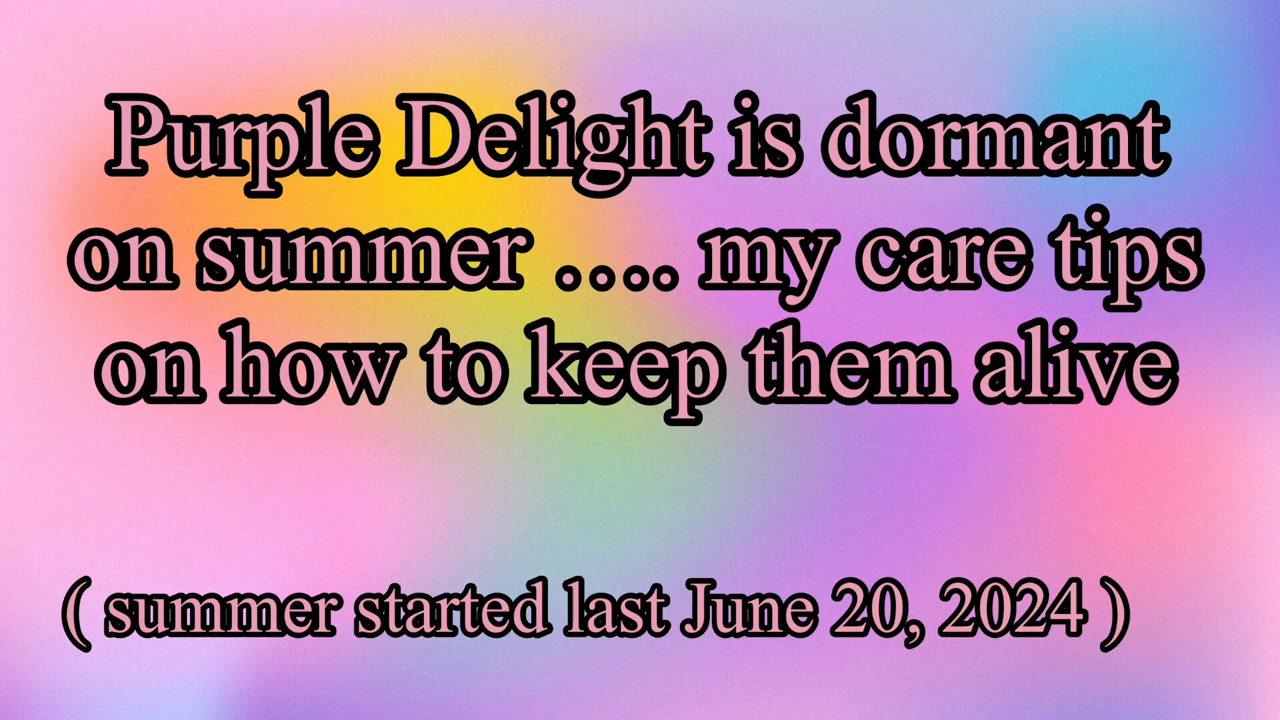 Purple Delight is dormant
on summer .... my care tips
on how to keep them alive
( summer started last June 20, 2024 )